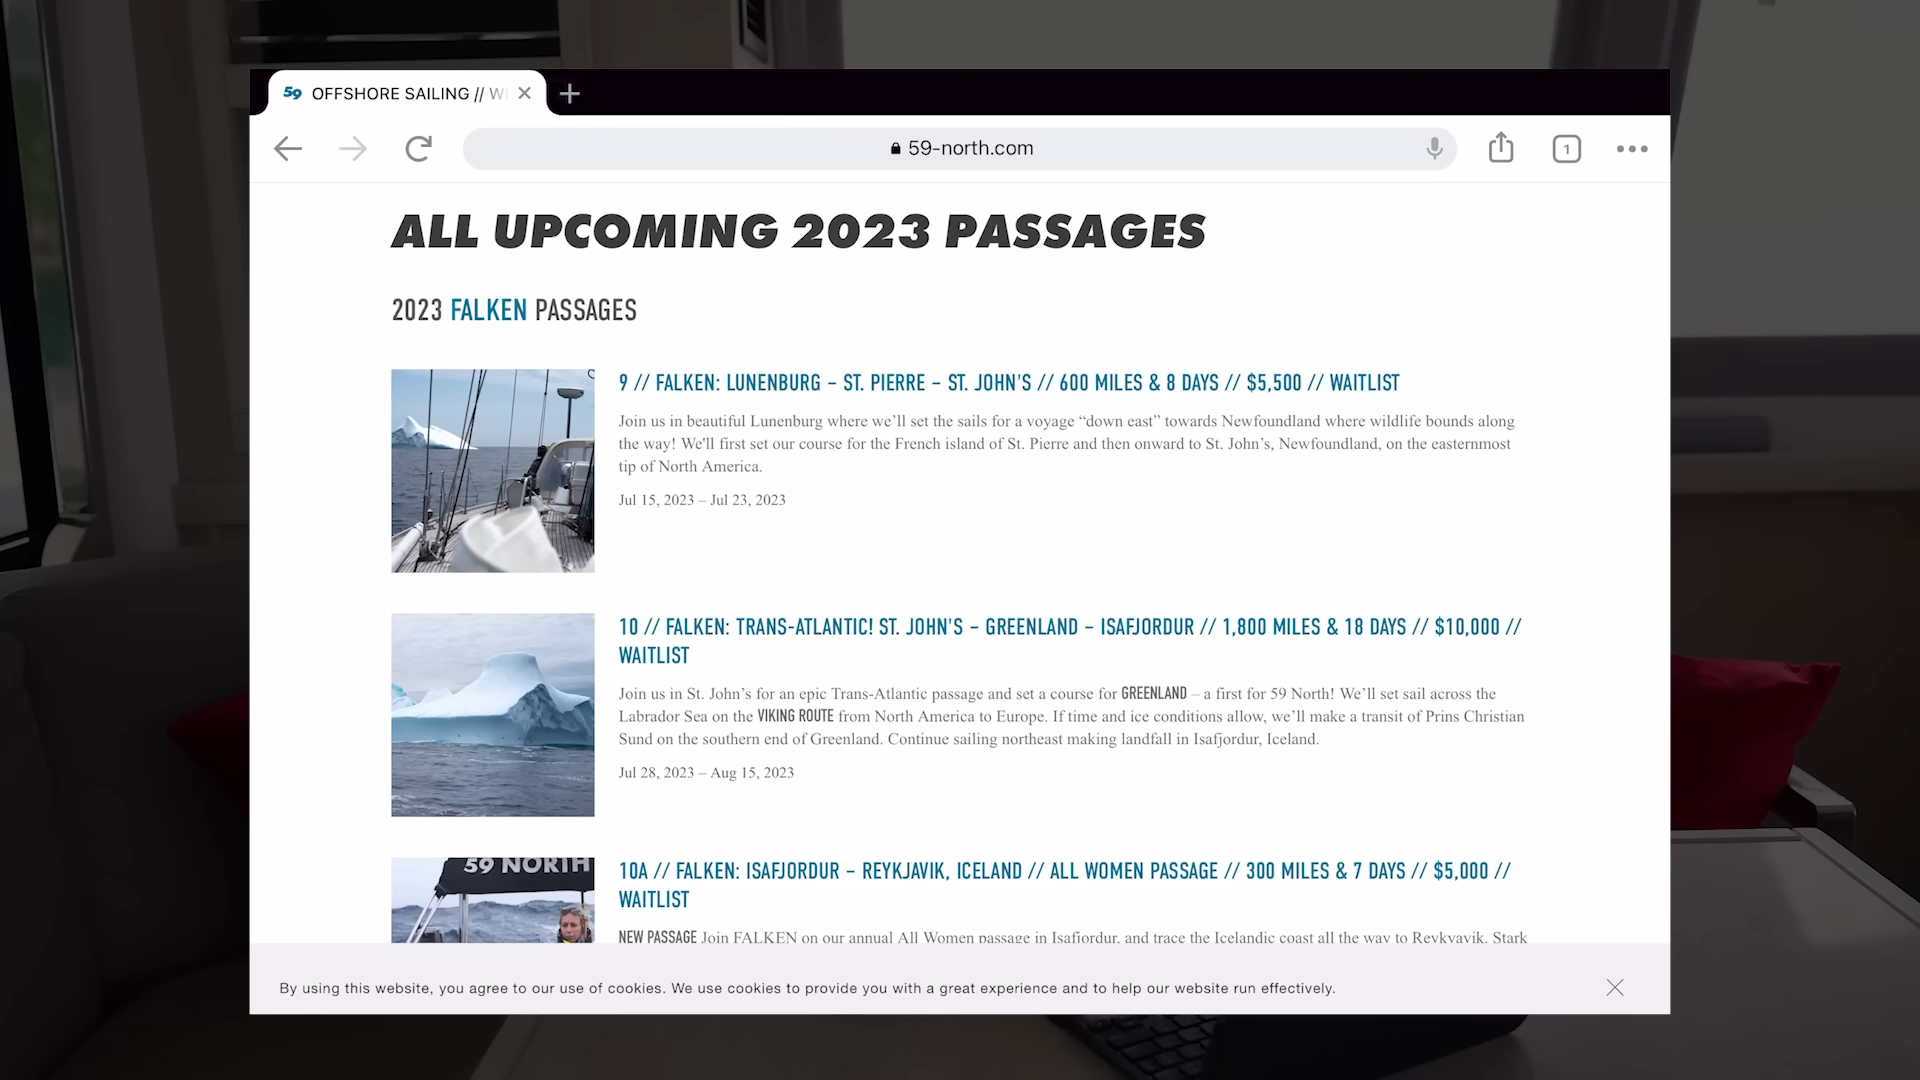 59 OFFSHORE SAILING // W
59-north.com
1
ALL UPCOMING 2023 PASSAGES
2023 FALKEN PASSAGES
9 // FALKEN: LUNENBURG – ST. PIERRE – ST. JOHN'S // 600 MILES & 8 DAYS // $5,500 // WAITLIST
Join us in beautiful Lunenburg where we’ll set the sails for a voyage “down east” towards Newfoundland where wildlife bounds along
the way! We'll first set our course for the French island of St. Pierre and then onward to St. John’s, Newfoundland, on the easternmost
tip of North America.
Jul 15, 2023 – Jul 23, 2023
10 // FALKEN: TRANS-ATLANTIC! ST. JOHN'S – GREENLAND – ISAFJORDUR // 1,800 MILES & 18 DAYS // $10,000 //
WAITLIST
Join us in St. John’s for an epic Trans-Atlantic passage and set a course for GREENLAND – a first for 59 North! We’ll set sail across the
Labrador Sea on the VIKING ROUTE from North America to Europe. If time and ice conditions allow, we’ll make a transit of Prins Christian
Sund on the southern end of Greenland. Continue sailing northeast making landfall in Isafjordur, Iceland.
Jul 28, 2023 – Aug 15, 2023
59 NORTH
10A // FALKEN: ISAFJORDUR – REYKJAVIK, ICELAND // ALL WOMEN PASSAGE // 300 MILES & 7 DAYS // $5,000 //
WAITLIST
NEW PASSAGE Join FALKEN on our annual All Women passage in Isafjordur, and trace the Icelandic coast all the way to Reykyavik. Stark
By using this website, you agree to our use of cookies. We use cookies to provide you with a great experience and to help our website run effectively.